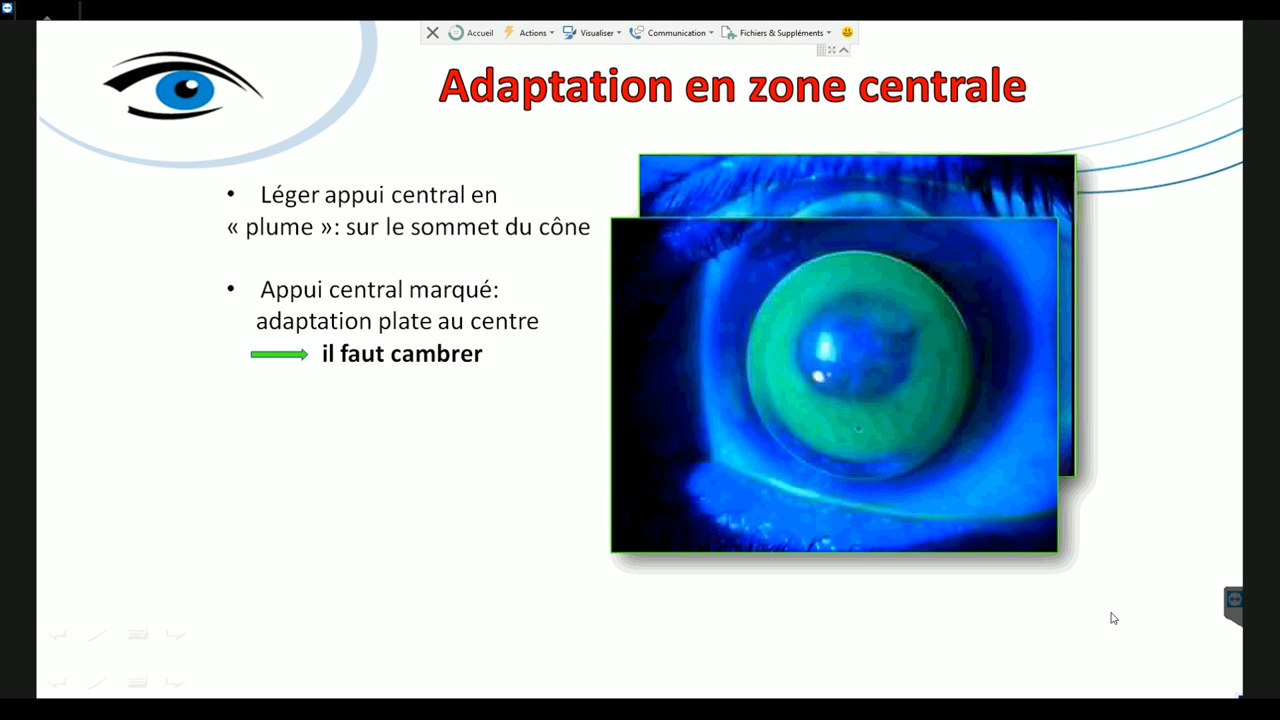 Accueil
Actions
Visualiser
Communication
Fichiers & Suppléments
Adaptation en zone centrale
• Léger appui central en
« plume »: sur le sommet du cône
• Appui central marqué:
adaptation plate au centre
il faut cambrer